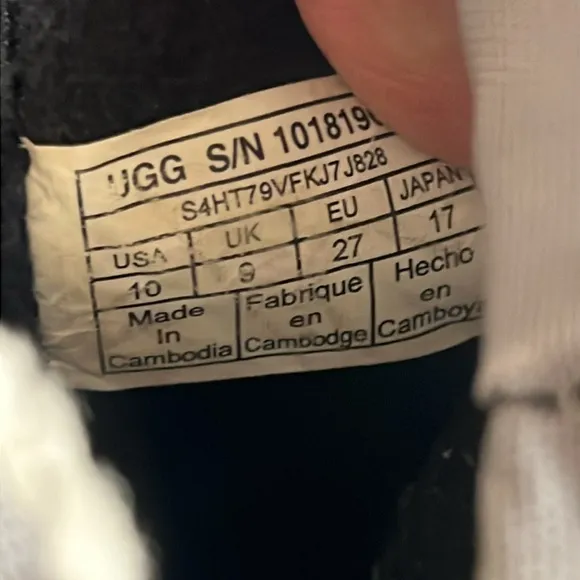 UGG S/N 101819
S4HT79VFKJ7J828
USA UK EU JAPAN
10 9 27 17
Made In Cambodia
Fabrique en Cambodge
Hecho en Camboy